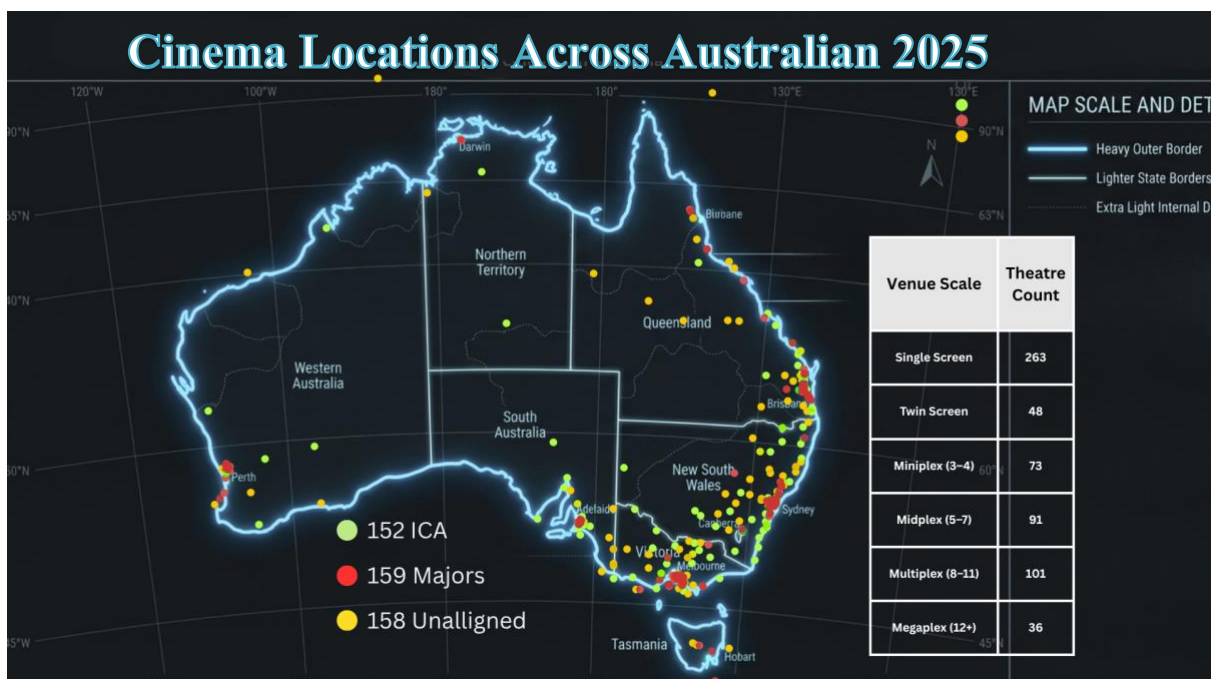 Cinema Locations Across Australian 2025
120°W
100°W
180°
180°
130°E
130°E
MAP SCALE AND DET
90°N
90°N
N
Heavy Outer Border
Lighter State Borders
Extra Light Internal D
Darwin
55°N
63°N
Brisbane
Northern
Territory
Queensland
40°N
Western
Australia
South
Australia
Brisban
New South
Wales
60°N
50°N
Perth
Adelaid
Sydney
Canberra
Victoria
Melbourne
152 ICA
159 Majors
158 Unalligned
Tasmania
Hobart
45°W
45°N
Venue Scale Theatre Count
Single Screen 263
Twin Screen 48
Miniplex (3–4) 73
Midplex (5–7) 91
Multiplex (8–11) 101
Megaplex (12+) 36